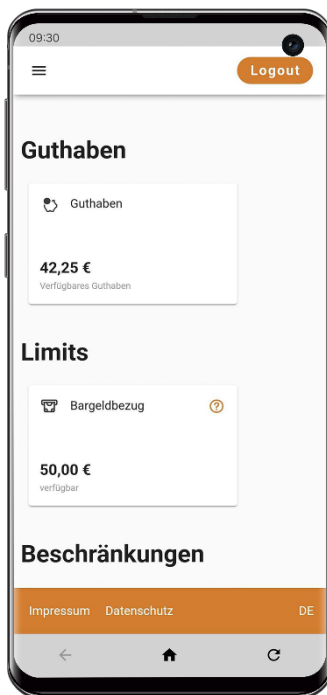 09:30
Logout
Guthaben
Guthaben
42,25 €
Verfügbares Guthaben
Limits
Bargeldbezug
50,00 €
verfügbar
Beschränkungen
Impressum Datenschutz DE